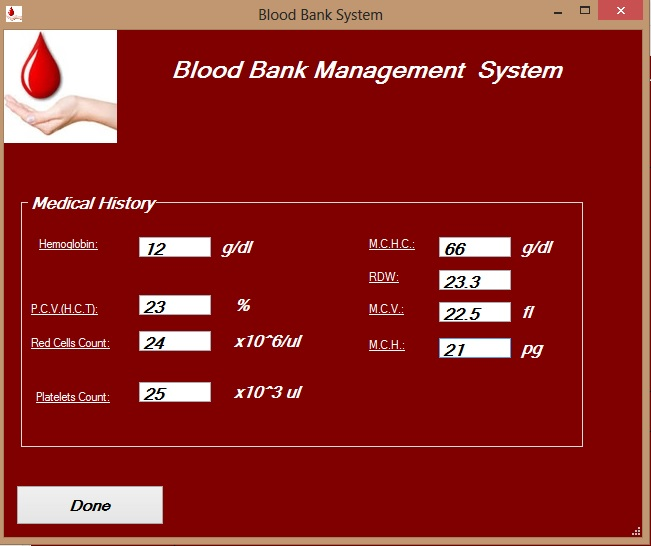 Blood Bank System
Blood Bank Management System
Medical History
Hemoglobin: 12 g/dl
M.C.H.C.: 66 g/dl
RDW: 23.3
P.C.V.(H.C.T): 23 %
M.C.V.: 22.5 fl
Red Cells Count: 24 x10^6/ul
M.C.H.: 21 pg
Platelets Count: 25 x10^3 ul
Done